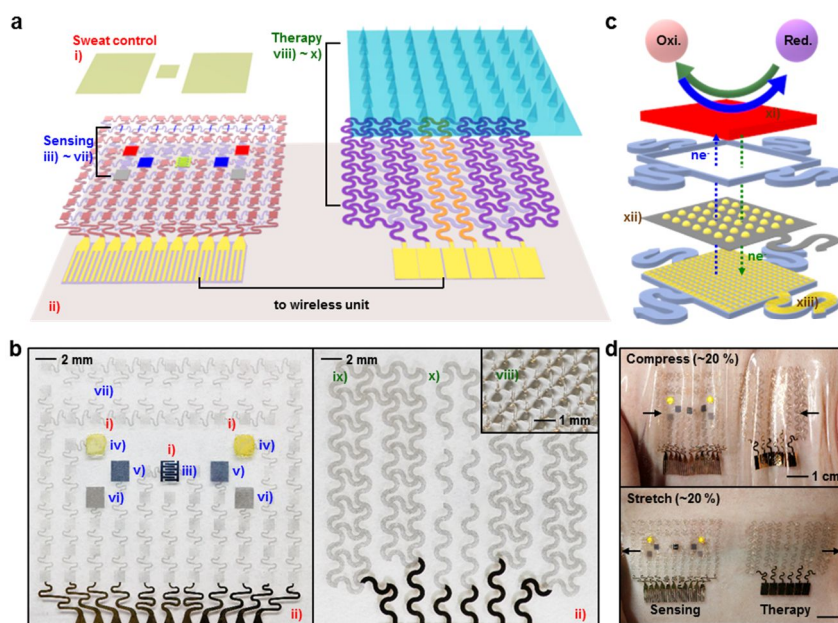 a
Sweat control
i)
Therapy
viii) ~ x)
Sensing
iii) ~ vii)
to wireless unit
ii)
c
Oxi.
Red.
xi)
ne-
xii)
ne-
xiii)
b
2 mm
vii)
i)
i)
i)
iv)
iv)
v)
iii)
v)
vi)
vi)
ii)
2 mm
ix)
x)
viii)
1 mm
ii)
d
Compress (~20 %)
1 cm
Stretch (~20 %)
Sensing
Therapy